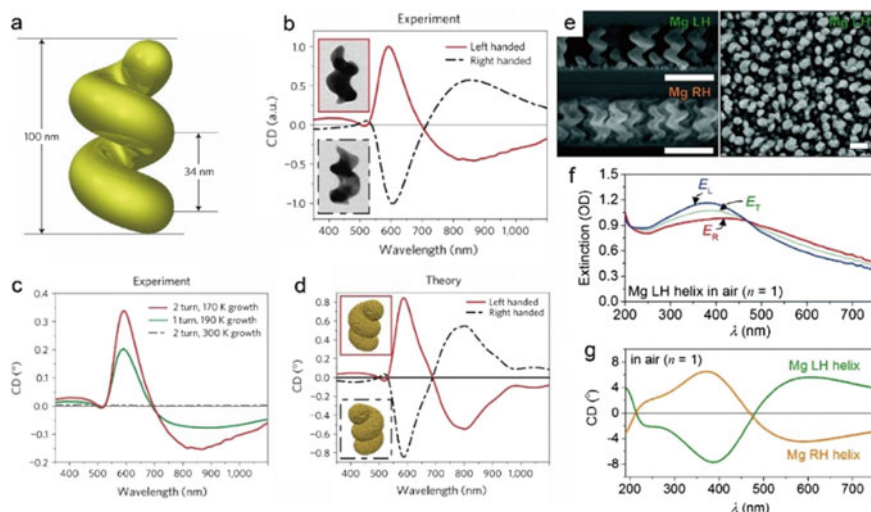 a
100 nm
34 nm
b
Experiment
CD (a.u.)
1.0
0.5
0
-0.5
-1.0
Left handed
Right handed
400 500 600 700 800 900 1,000
Wavelength (nm)
c
Experiment
CD (°)
0.4
0.3
0.2
0.1
0.0
-0.1
-0.2
2 turn, 170 K growth
1 turn, 190 K growth
2 turn, 300 K growth
400 500 600 700 800 900 1,000
Wavelength (nm)
d
Theory
CD (°)
0.8
0.6
0.4
0.2
0.0
-0.2
-0.4
-0.6
-0.8
Left handed
Right handed
400 500 600 700 800 900 1,000
Wavelength (nm)
e
Mg LH
Mg RH
Mg LH
f
Extinction (OD)
1.5
1.2
0.9
0.6
0.3
0.0
E_L
E_T
E_R
Mg LH helix in air (n = 1)
200 300 400 500 600 700
λ (nm)
g
in air (n = 1)
CD (°)
8
4
0
-4
-8
Mg LH helix
Mg RH helix
200 300 400 500 600 700
λ (nm)